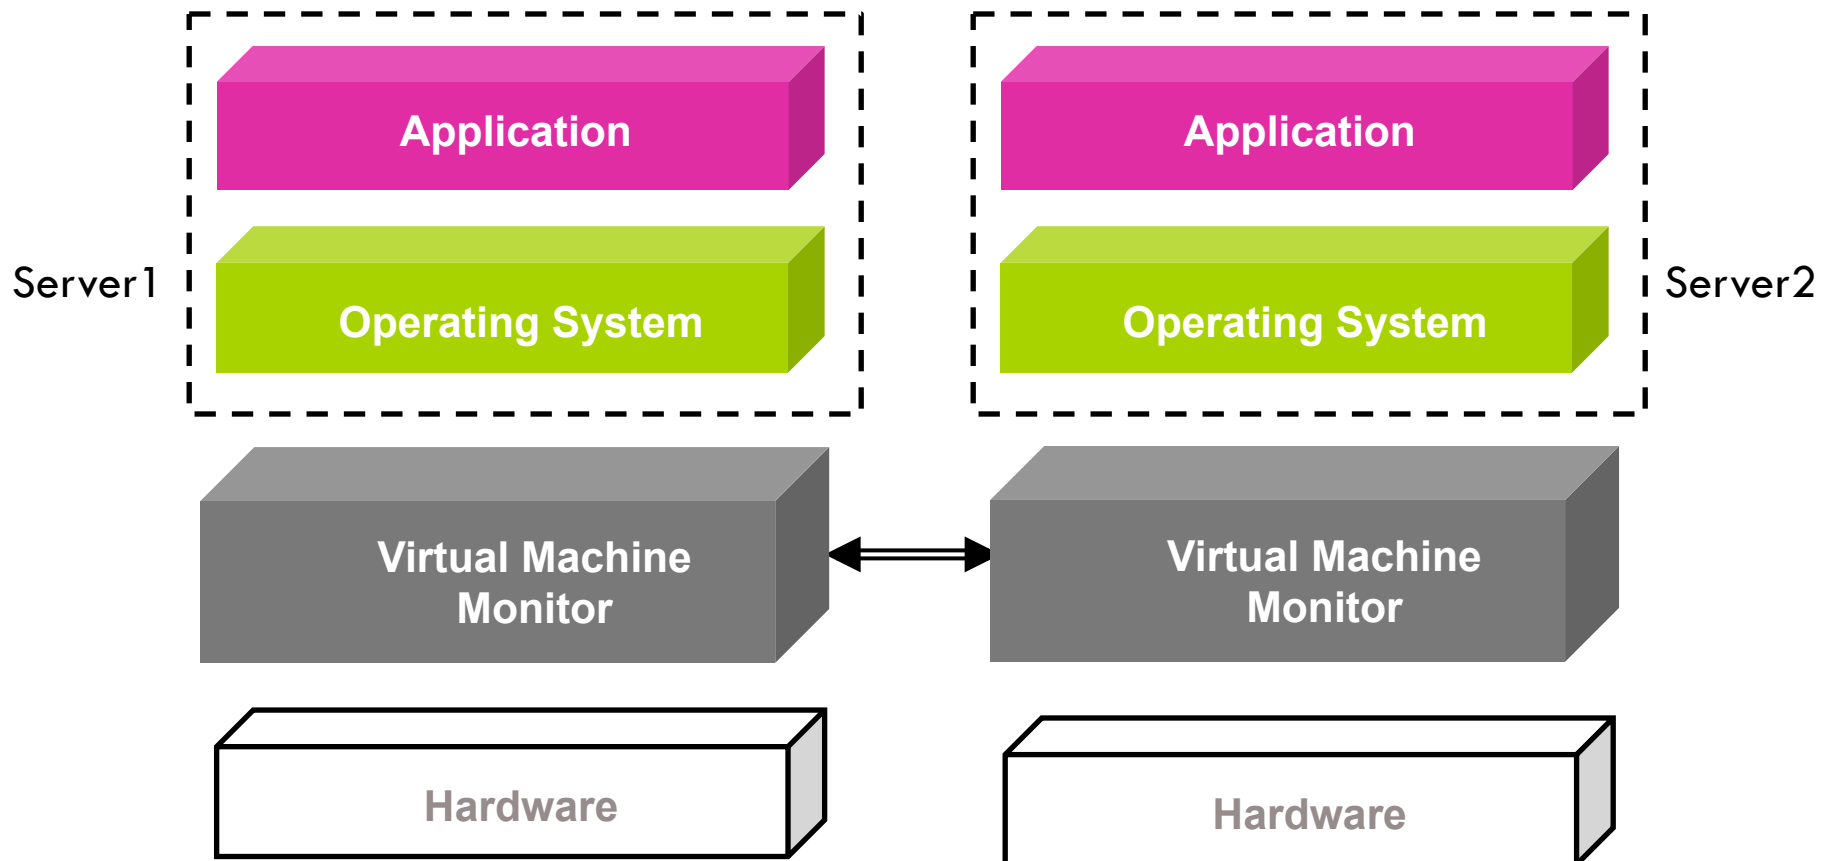 Application
Application
Server1
Operating System
Operating System
Server2
Virtual Machine
Monitor
Virtual Machine
Monitor
Hardware
Hardware